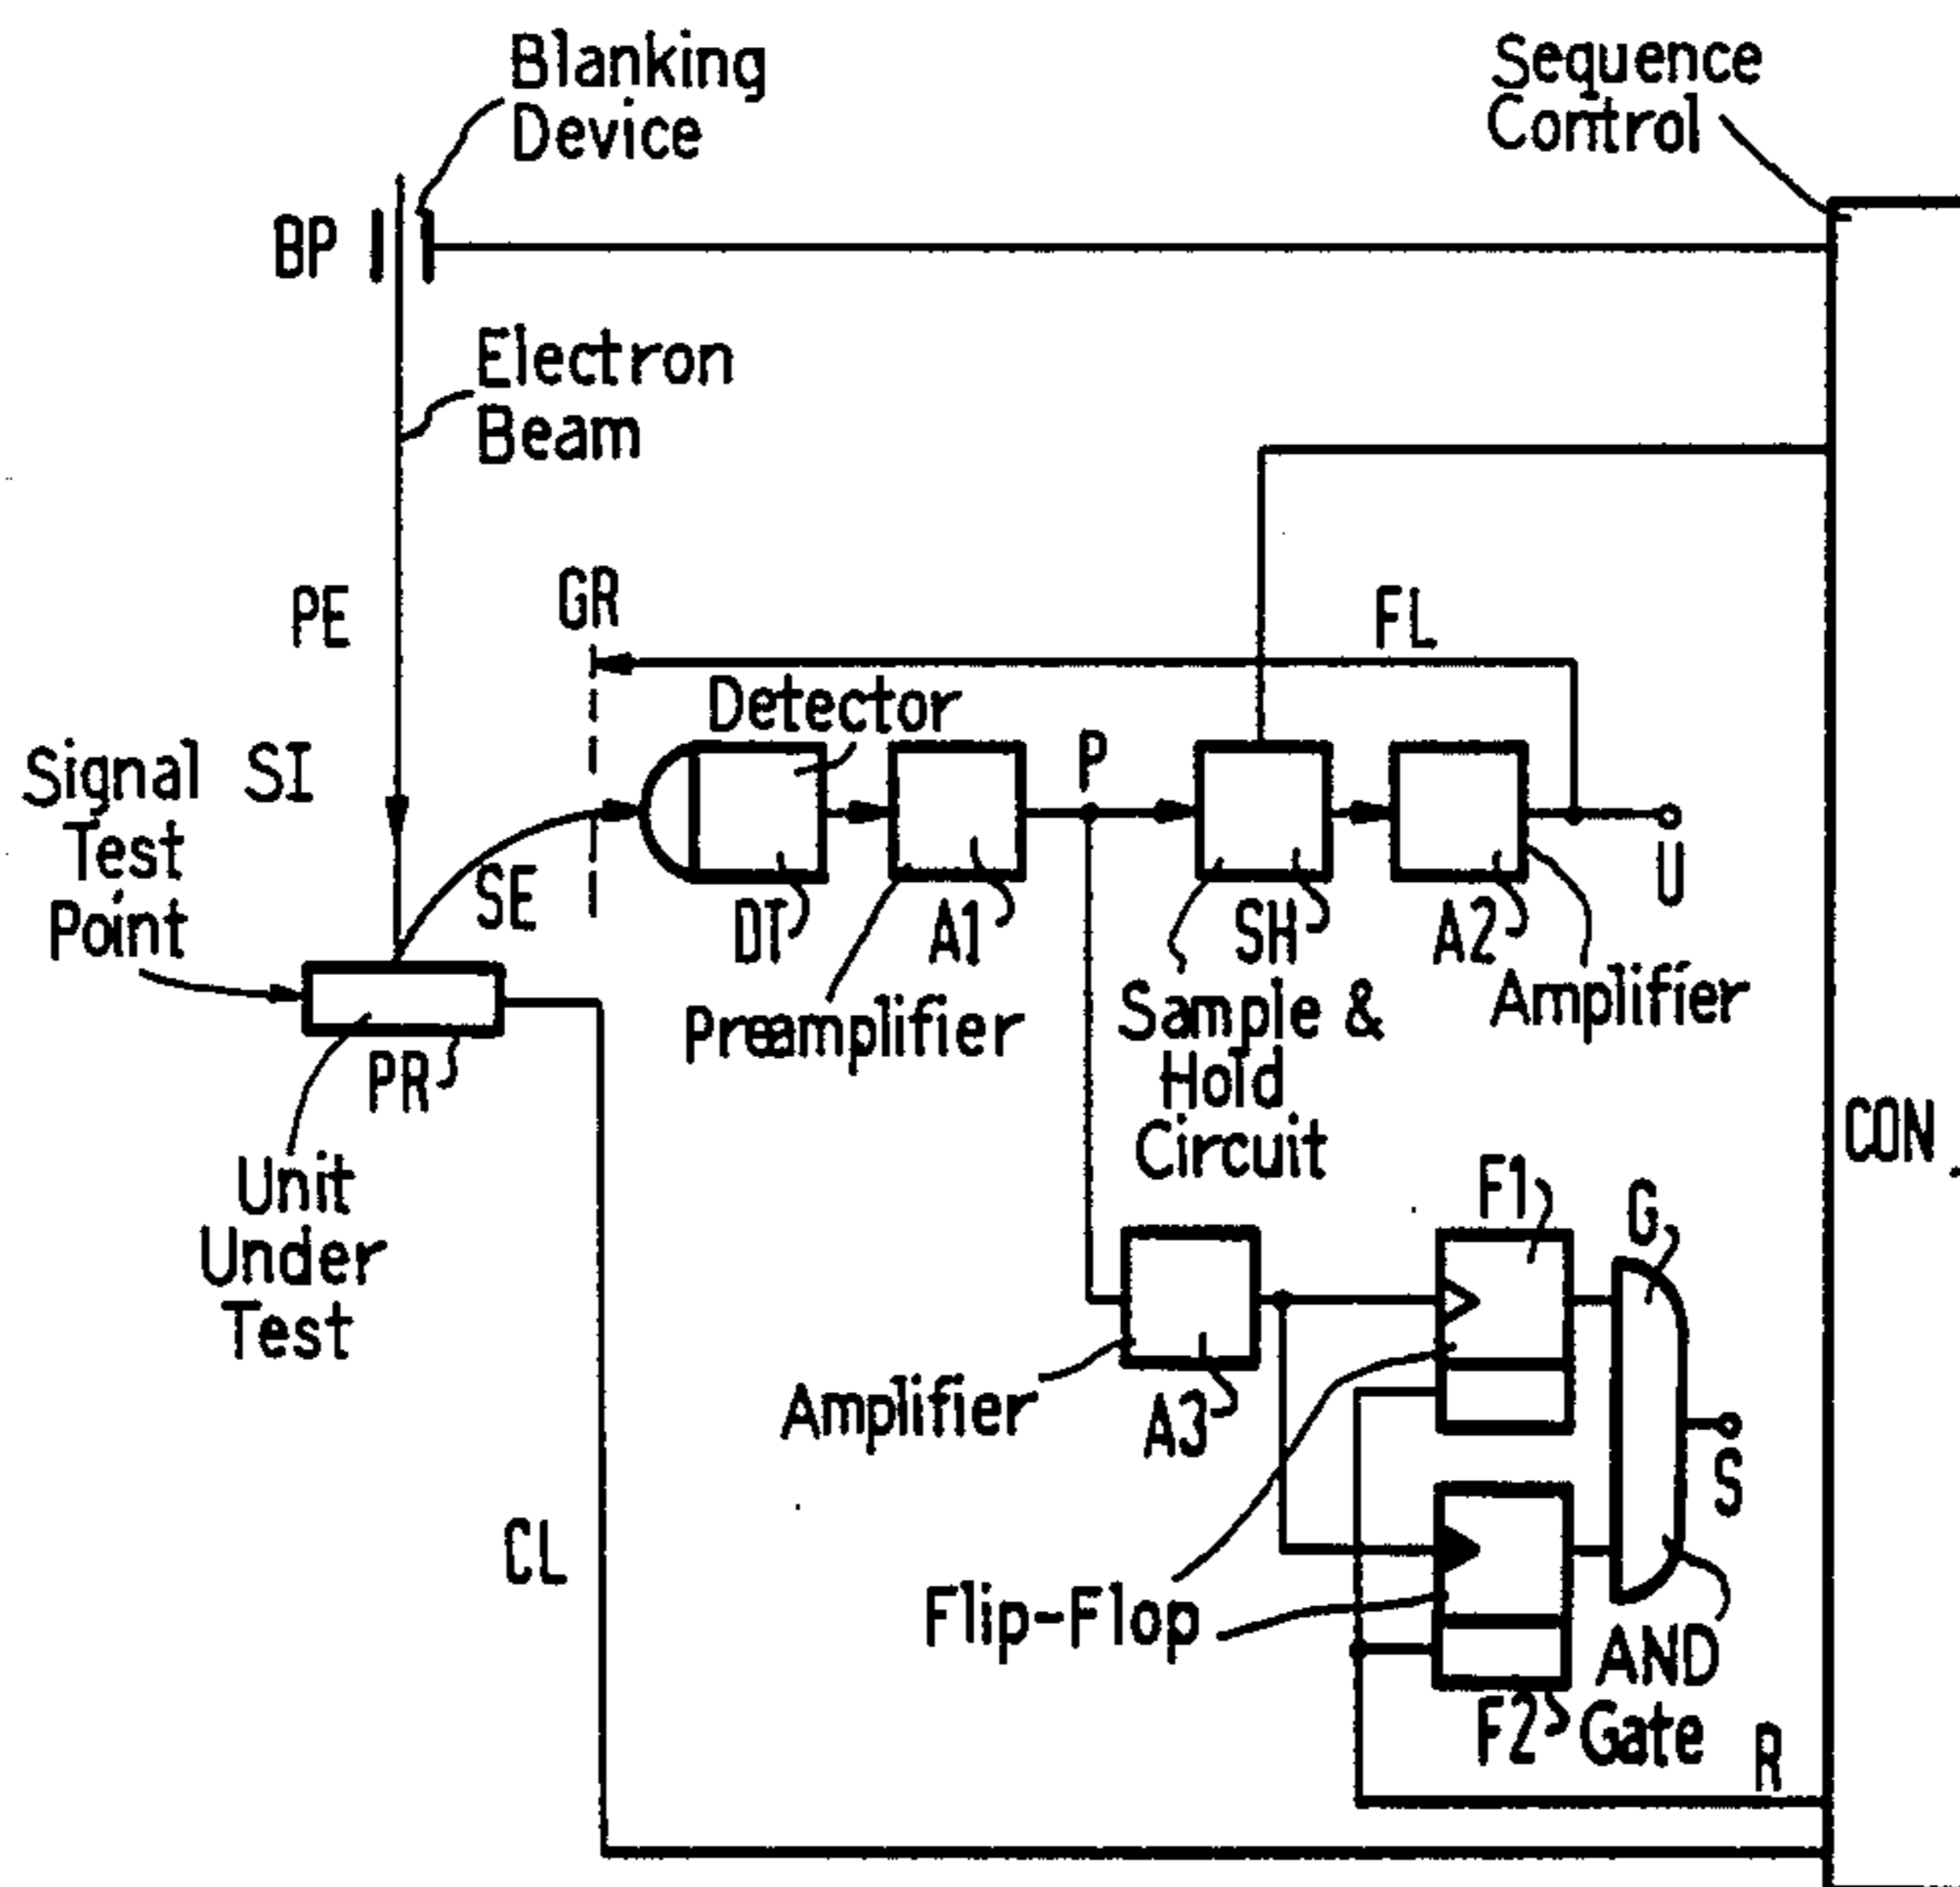 Blanking
Device
Sequence
Control
BP
Electron
Beam
PE
GR
FL
Detector
P
Signal SI
Test
Point
SE
DT
A1
SH
A2
U
Preamplifier
Sample &
Hold
Circuit
Amplifier
PR
Unit
Under
Test
CON
F1
G
Amplifier
A3
S
CL
Flip-Flop
AND
Gate
F2
R